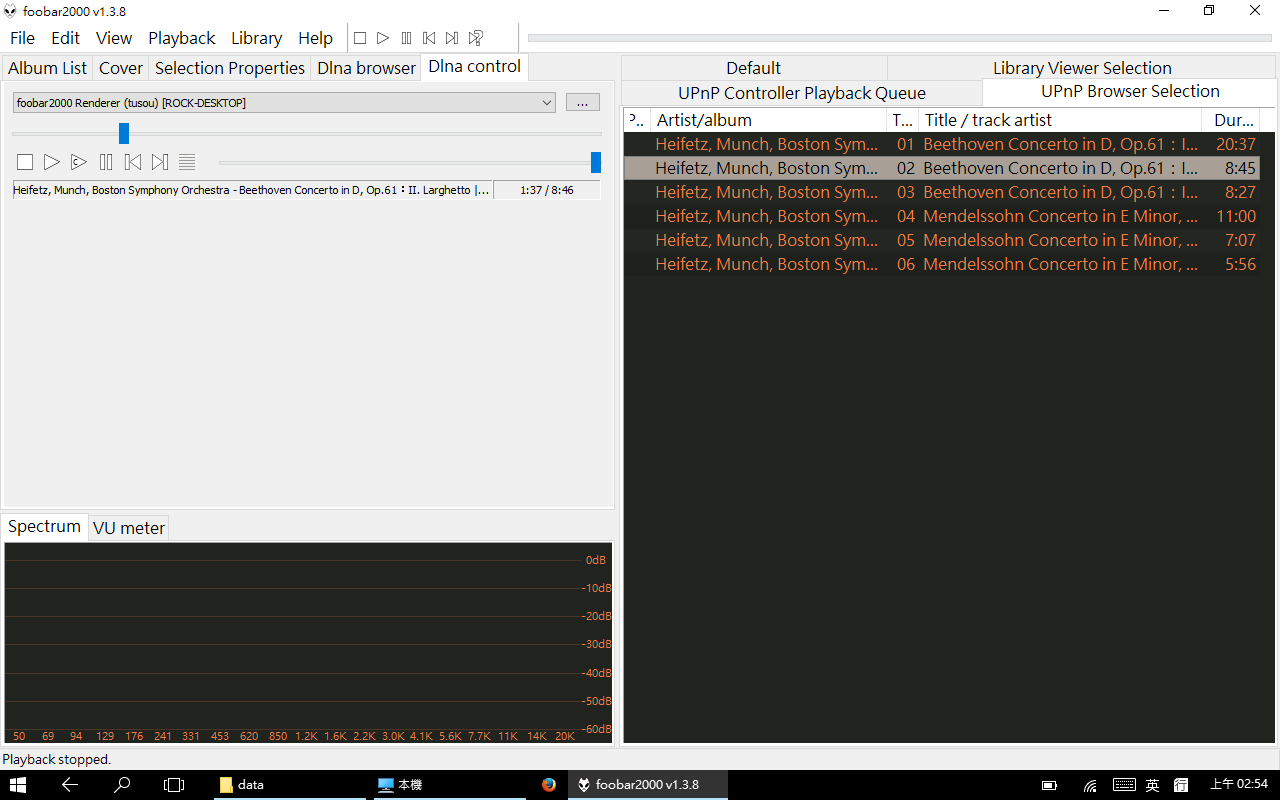 foobar2000 v1.3.8
File Edit View Playback Library Help
Album List Cover Selection Properties Dlna browser Dlna control
foobar2000 Renderer (tusou) [ROCK-DESKTOP]
...
Heifetz, Munch, Boston Symphony Orchestra - Beethoven Concerto in D, Op.61：II. Larghetto |... 1:37 / 8:46
Default Library Viewer Selection
UPnP Controller Playback Queue UPnP Browser Selection
P.. Artist/album T... Title / track artist Dur...
Heifetz, Munch, Boston Sym... 01 Beethoven Concerto in D, Op.61：I... 20:37
Heifetz, Munch, Boston Sym... 02 Beethoven Concerto in D, Op.61：I... 8:45
Heifetz, Munch, Boston Sym... 03 Beethoven Concerto in D, Op.61：I... 8:27
Heifetz, Munch, Boston Sym... 04 Mendelssohn Concerto in E Minor, ... 11:00
Heifetz, Munch, Boston Sym... 05 Mendelssohn Concerto in E Minor, ... 7:07
Heifetz, Munch, Boston Sym... 06 Mendelssohn Concerto in E Minor, ... 5:56
Spectrum VU meter
0dB
-10dB
-20dB
-30dB
-40dB
-50dB
-60dB
50 69 94 129 176 241 331 453 620 850 1.2K 1.6K 2.2K 3.0K 4.1K 5.6K 7.7K 11K 14K 20K
Playback stopped.
data 本機 foobar2000 v1.3.8 英 行 上午 02:54